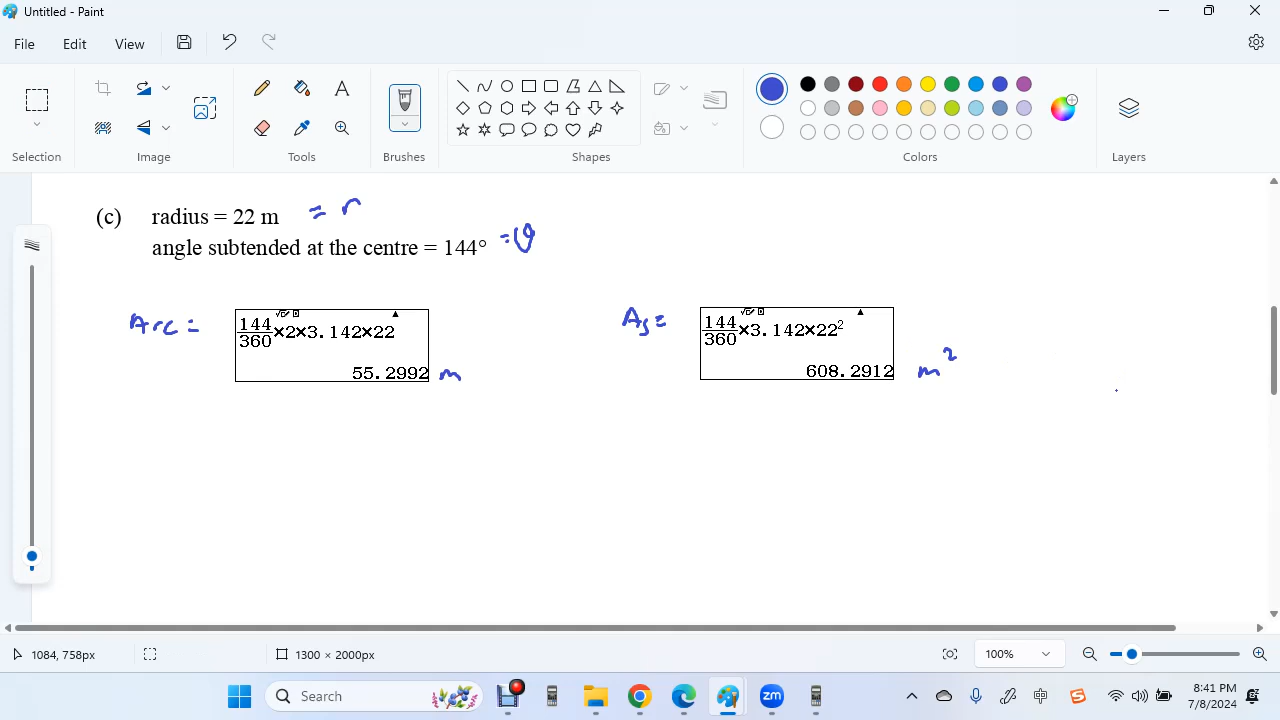 Untitled - Paint
File Edit View
Selection Image Tools Brushes Shapes Colors Layers
(c) radius = 22 m = r
angle subtended at the centre = 144° = θ
Arc = 144/360×2×3.142×22
55.2992 m
As = 144/360×3.142×22²
608.2912 m²
1084, 758px 1300 × 2000px 100%
Search zm 中 S 8:41 PM
7/8/2024